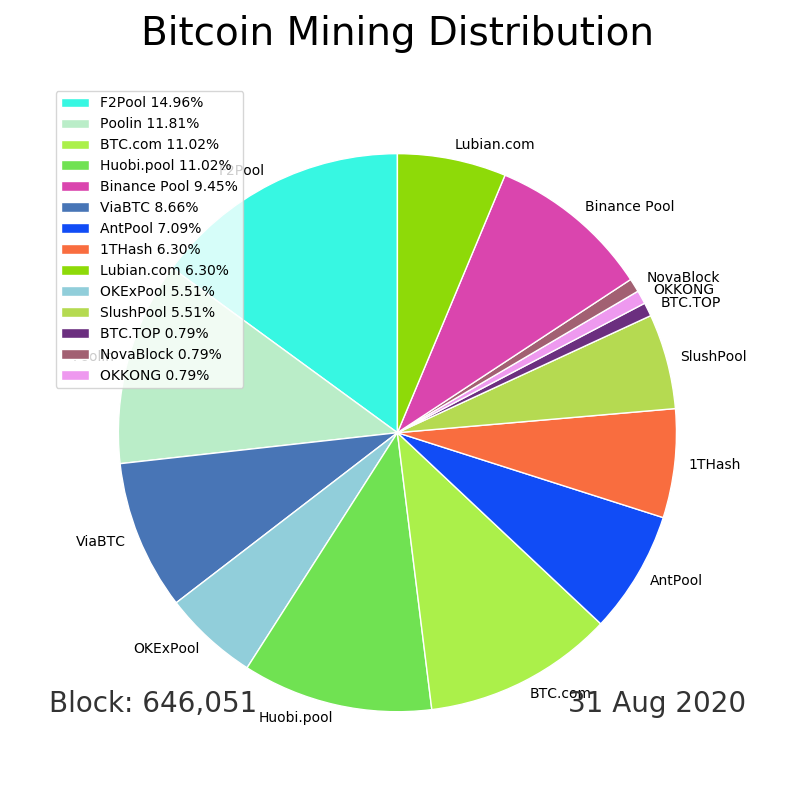 Bitcoin Mining Distribution
F2Pool 14.96%
Poolin 11.81%
BTC.com 11.02%
Huobi.pool 11.02%
Binance Pool 9.45%
ViaBTC 8.66%
AntPool 7.09%
1THash 6.30%
Lubian.com 6.30%
OKExPool 5.51%
SlushPool 5.51%
BTC.TOP 0.79%
NovaBlock 0.79%
OKKONG 0.79%
F2Pool
Lubian.com
Binance Pool
NovaBlock
OKKONG
BTC.TOP
SlushPool
1THash
AntPool
BTC.com
Huobi.pool
OKExPool
ViaBTC
Poolin
Block: 646,051
31 Aug 2020